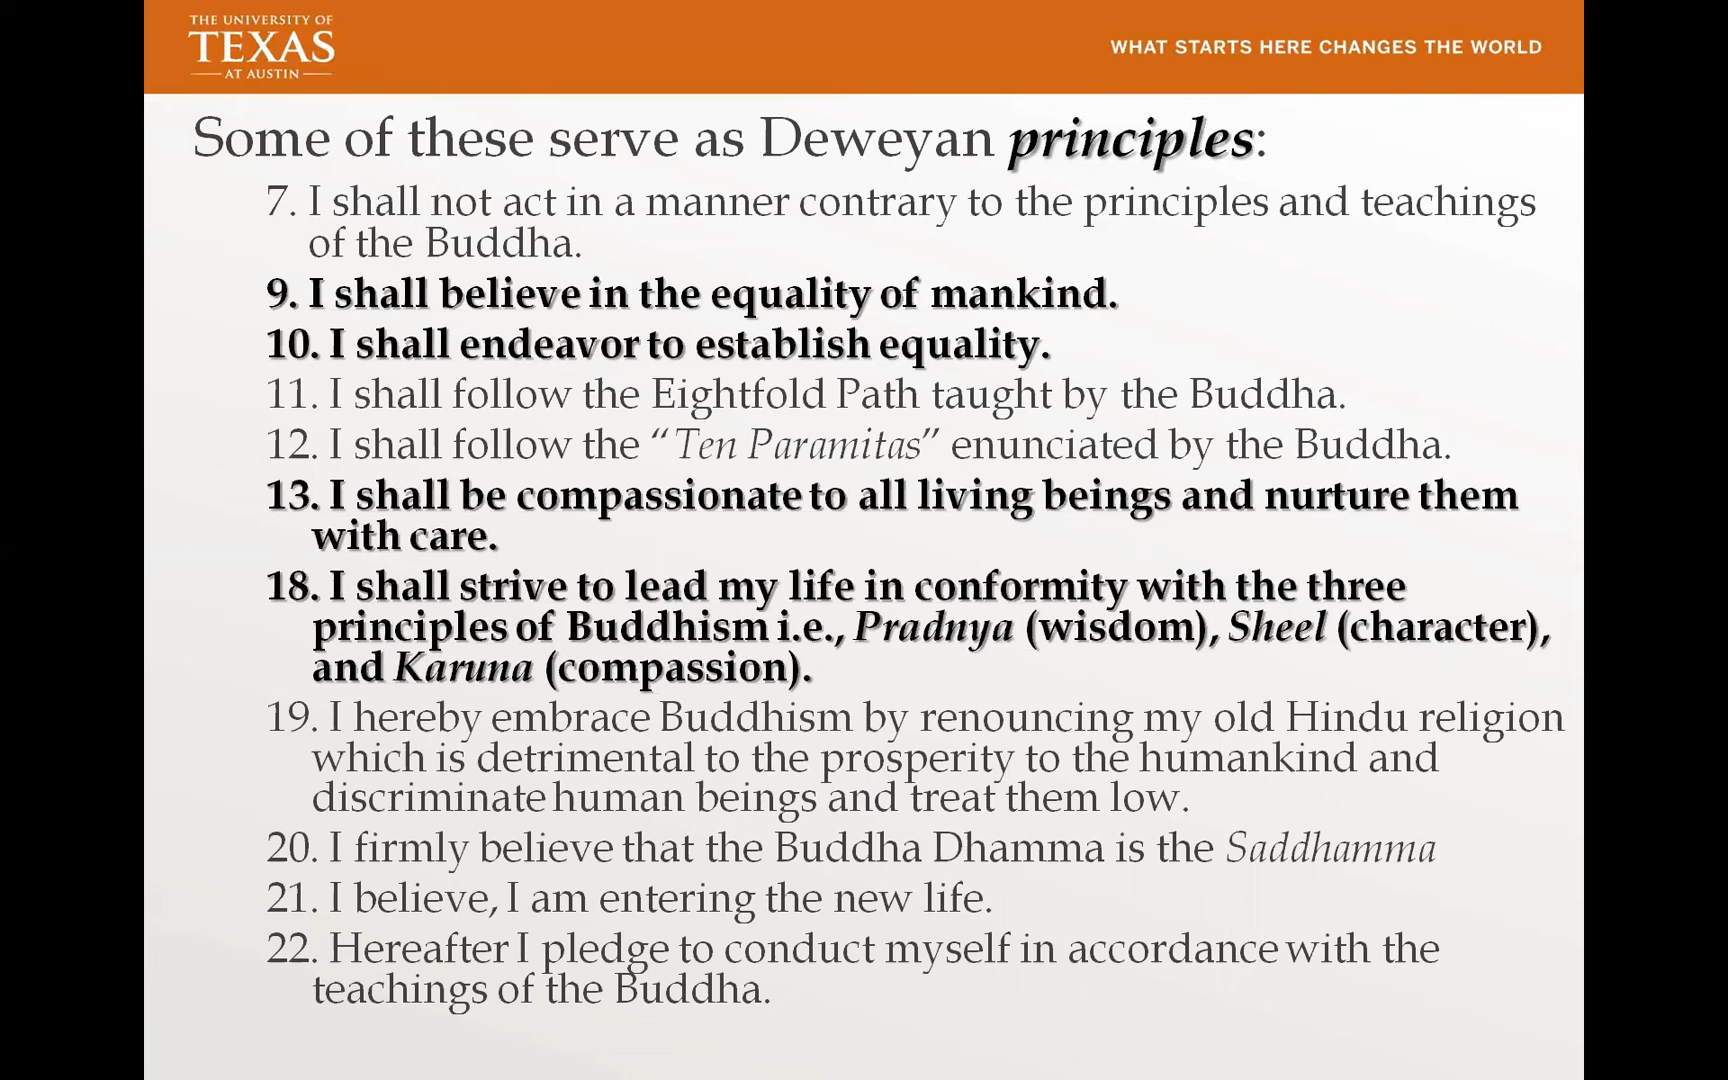 THE UNIVERSITY OF
TEXAS
AT AUSTIN
WHAT STARTS HERE CHANGES THE WORLD
Some of these serve as Deweyan principles:
7. I shall not act in a manner contrary to the principles and teachings
of the Buddha.
9. I shall believe in the equality of mankind.
10. I shall endeavor to establish equality.
11. I shall follow the Eightfold Path taught by the Buddha.
12. I shall follow the “Ten Paramitas” enunciated by the Buddha.
13. I shall be compassionate to all living beings and nurture them
with care.
18. I shall strive to lead my life in conformity with the three
principles of Buddhism i.e., Pradnya (wisdom), Sheel (character),
and Karuna (compassion).
19. I hereby embrace Buddhism by renouncing my old Hindu religion
which is detrimental to the prosperity to the humankind and
discriminate human beings and treat them low.
20. I firmly believe that the Buddha Dhamma is the Saddhamma
21. I believe, I am entering the new life.
22. Hereafter I pledge to conduct myself in accordance with the
teachings of the Buddha.